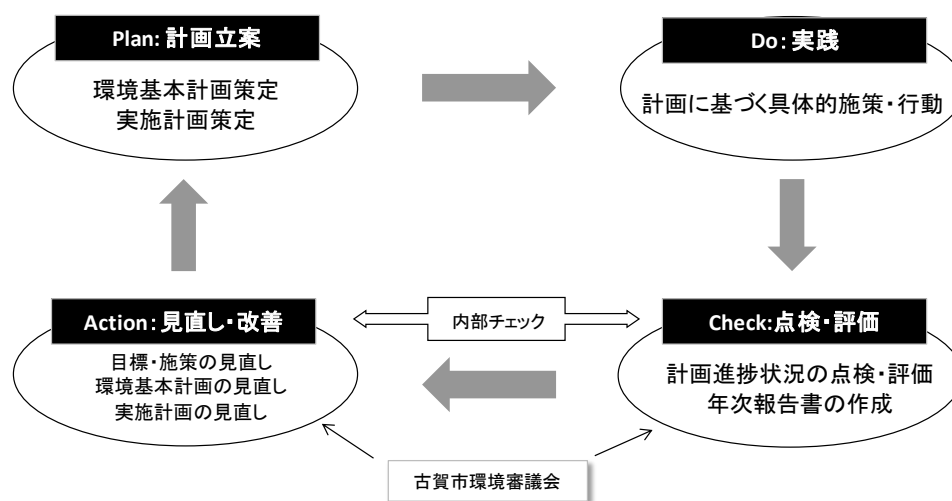 Plan: 計画立案
環境基本計画策定
実施計画策定
Do: 実践
計画に基づく具体的施策・行動
Action: 見直し・改善
目標・施策の見直し
環境基本計画の見直し
実施計画の見直し
内部チェック
Check:点検・評価
計画進捗状況の点検・評価
年次報告書の作成
古賀市環境審議会